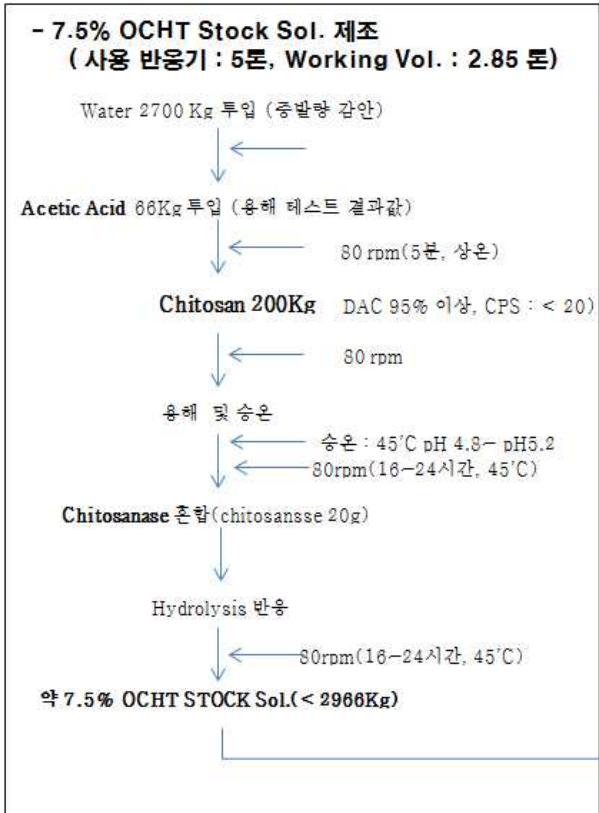 - 7.5% OCHT Stock Sol. 제조
( 사용 반응기 : 5톤, Working Vol. : 2.85 톤)
Water 2700 Kg 투입 (증발량 감안)
Acetic Acid 66Kg 투입 (용해 테스트 결과값)
80 rpm(5분, 상온)
Chitosan 200Kg DAC 95% 이상, CPS : < 20)
80 rpm
용해 및 승온
승온 : 45'C pH 4.8- pH5.2
80rpm(16-24시간, 45'C)
Chitosanase 혼합(chitosansse 20g)
Hydrolysis 반응
80rpm(16-24시간, 45'C)
약 7.5% OCHT STOCK Sol.(< 2966Kg)